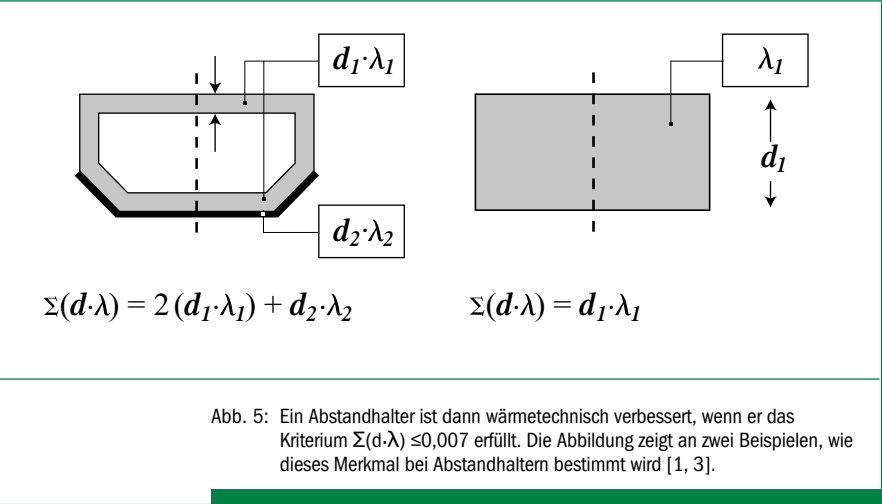 d₁·λ₁
λ₁
d₁
d₂·λ₂
Σ(d·λ) = 2 (d₁·λ₁) + d₂·λ₂
Σ(d·λ) = d₁·λ₁
Abb. 5: Ein Abstandhalter ist dann wärmetechnisch verbessert, wenn er das
Kriterium Σ(d·λ) ≤0,007 erfüllt. Die Abbildung zeigt an zwei Beispielen, wie
dieses Merkmal bei Abstandhaltern bestimmt wird [1, 3].